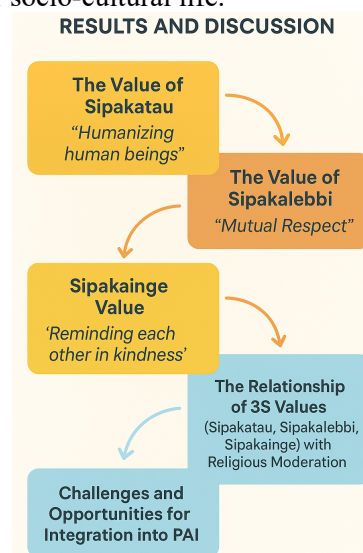 socio-cultural life.
RESULTS AND DISCUSSION
The Value of
Sipakatau
“Humanizing
human beings”
The Value of
Sipakalebbi
“Mutual Respect”
Sipakainge
Value
‘Reminding each
other in kindness’
The Relationship
of 3S Values
(Sipakatau, Sipakalebbi,
Sipakainge) with
Religious Moderation
Challenges and
Opportunities for
Integration into PAI